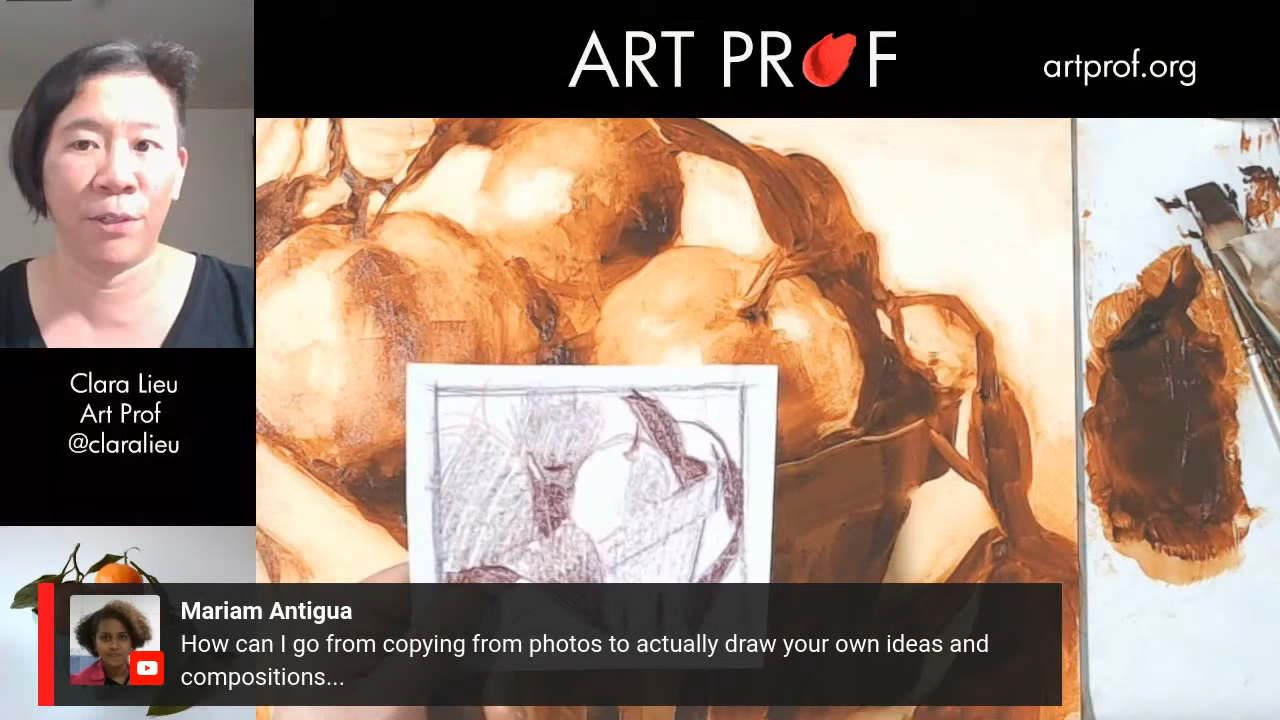 ART PROF
artprof.org
Clara Lieu
Art Prof
@claralieu
Mariam Antigua
How can I go from copying from photos to actually draw your own ideas and
compositions...